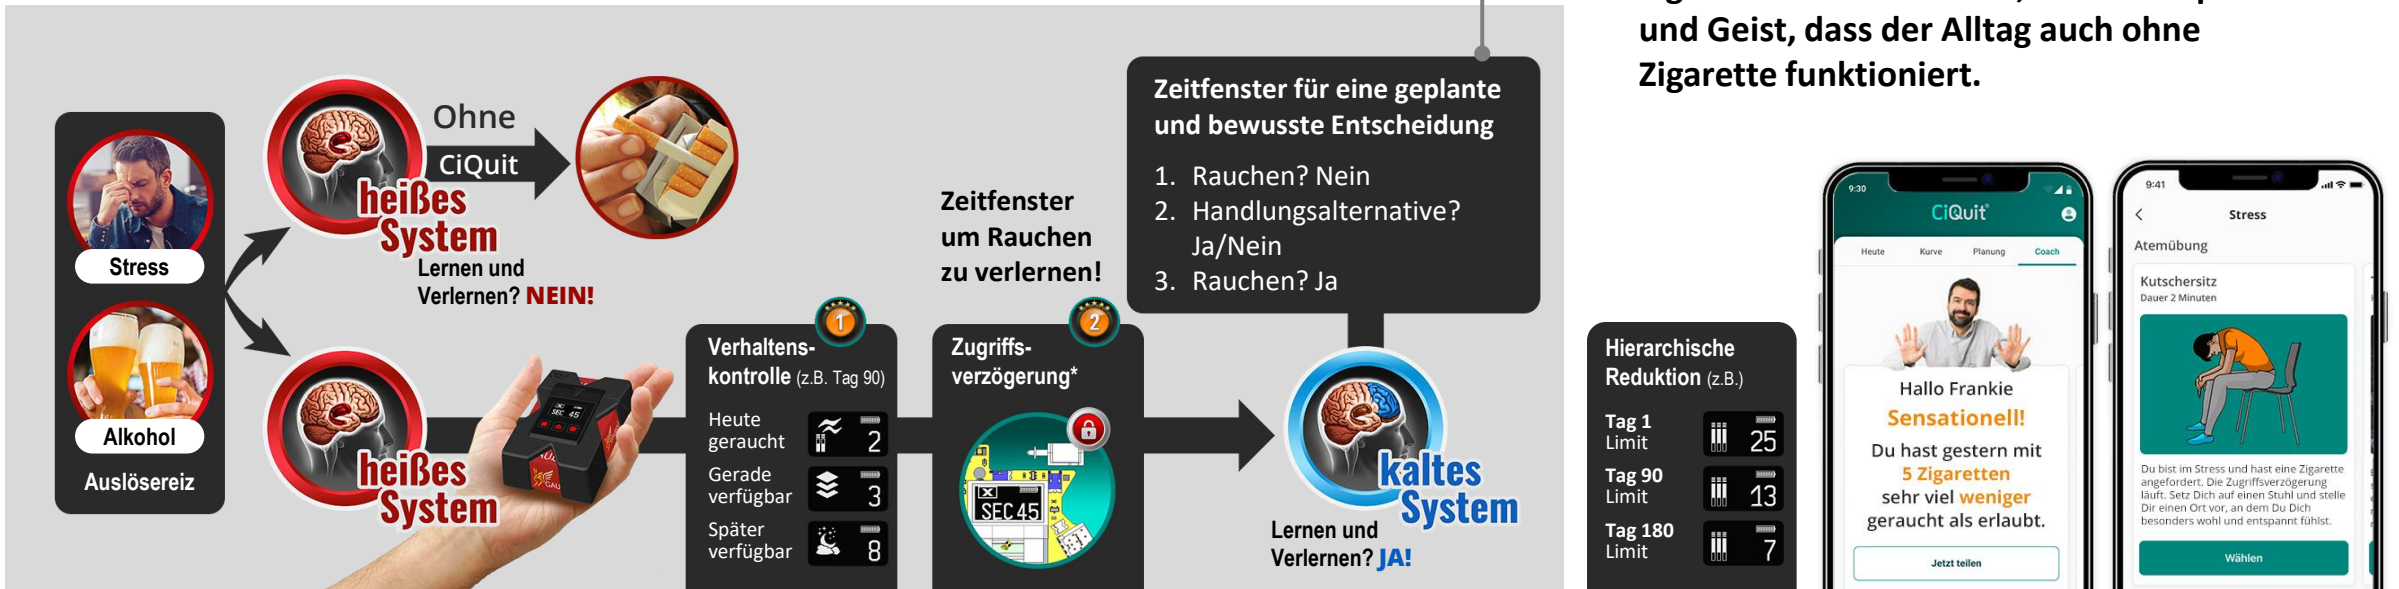 und Geist, dass der Alltag auch ohne
Zigarette funktioniert.
Stress
Alkohol
Auslösereiz
heißes
System
Ohne
CiQuit
Lernen und
Verlernen? NEIN!
heißes
System
SEC 45
GAU
1
Verhaltens-
kontrolle (z.B. Tag 90)
Heute
geraucht
2
Gerade
verfügbar
3
Später
verfügbar
8
Zeitfenster
um Rauchen
zu verlernen!
2
Zugriffs-
verzögerung*
SEC 45
Zeitfenster für eine geplante
und bewusste Entscheidung
1. Rauchen? Nein
2. Handlungsalternative?
Ja/Nein
3. Rauchen? Ja
kaltes
System
Lernen und
Verlernen? JA!
Hierarchische
Reduktion (z.B.)
Tag 1
Limit
25
Tag 90
Limit
13
Tag 180
Limit
7
9:30
CiQuit
Heute Kurve Planung Coach
Hallo Frankie
Sensationell!
Du hast gestern mit
5 Zigaretten
sehr viel weniger
geraucht als erlaubt.
Jetzt teilen
9:41
Stress
Atemübung
Kutschersitz
Dauer 2 Minuten
Du bist im Stress und hast eine Zigarette
angefordert. Die Zugriffsverzögerung
läuft. Setz Dich auf einen Stuhl und stelle
Dir einen Ort vor, an dem Du Dich
besonders wohl und entspannt fühlst.
Wählen